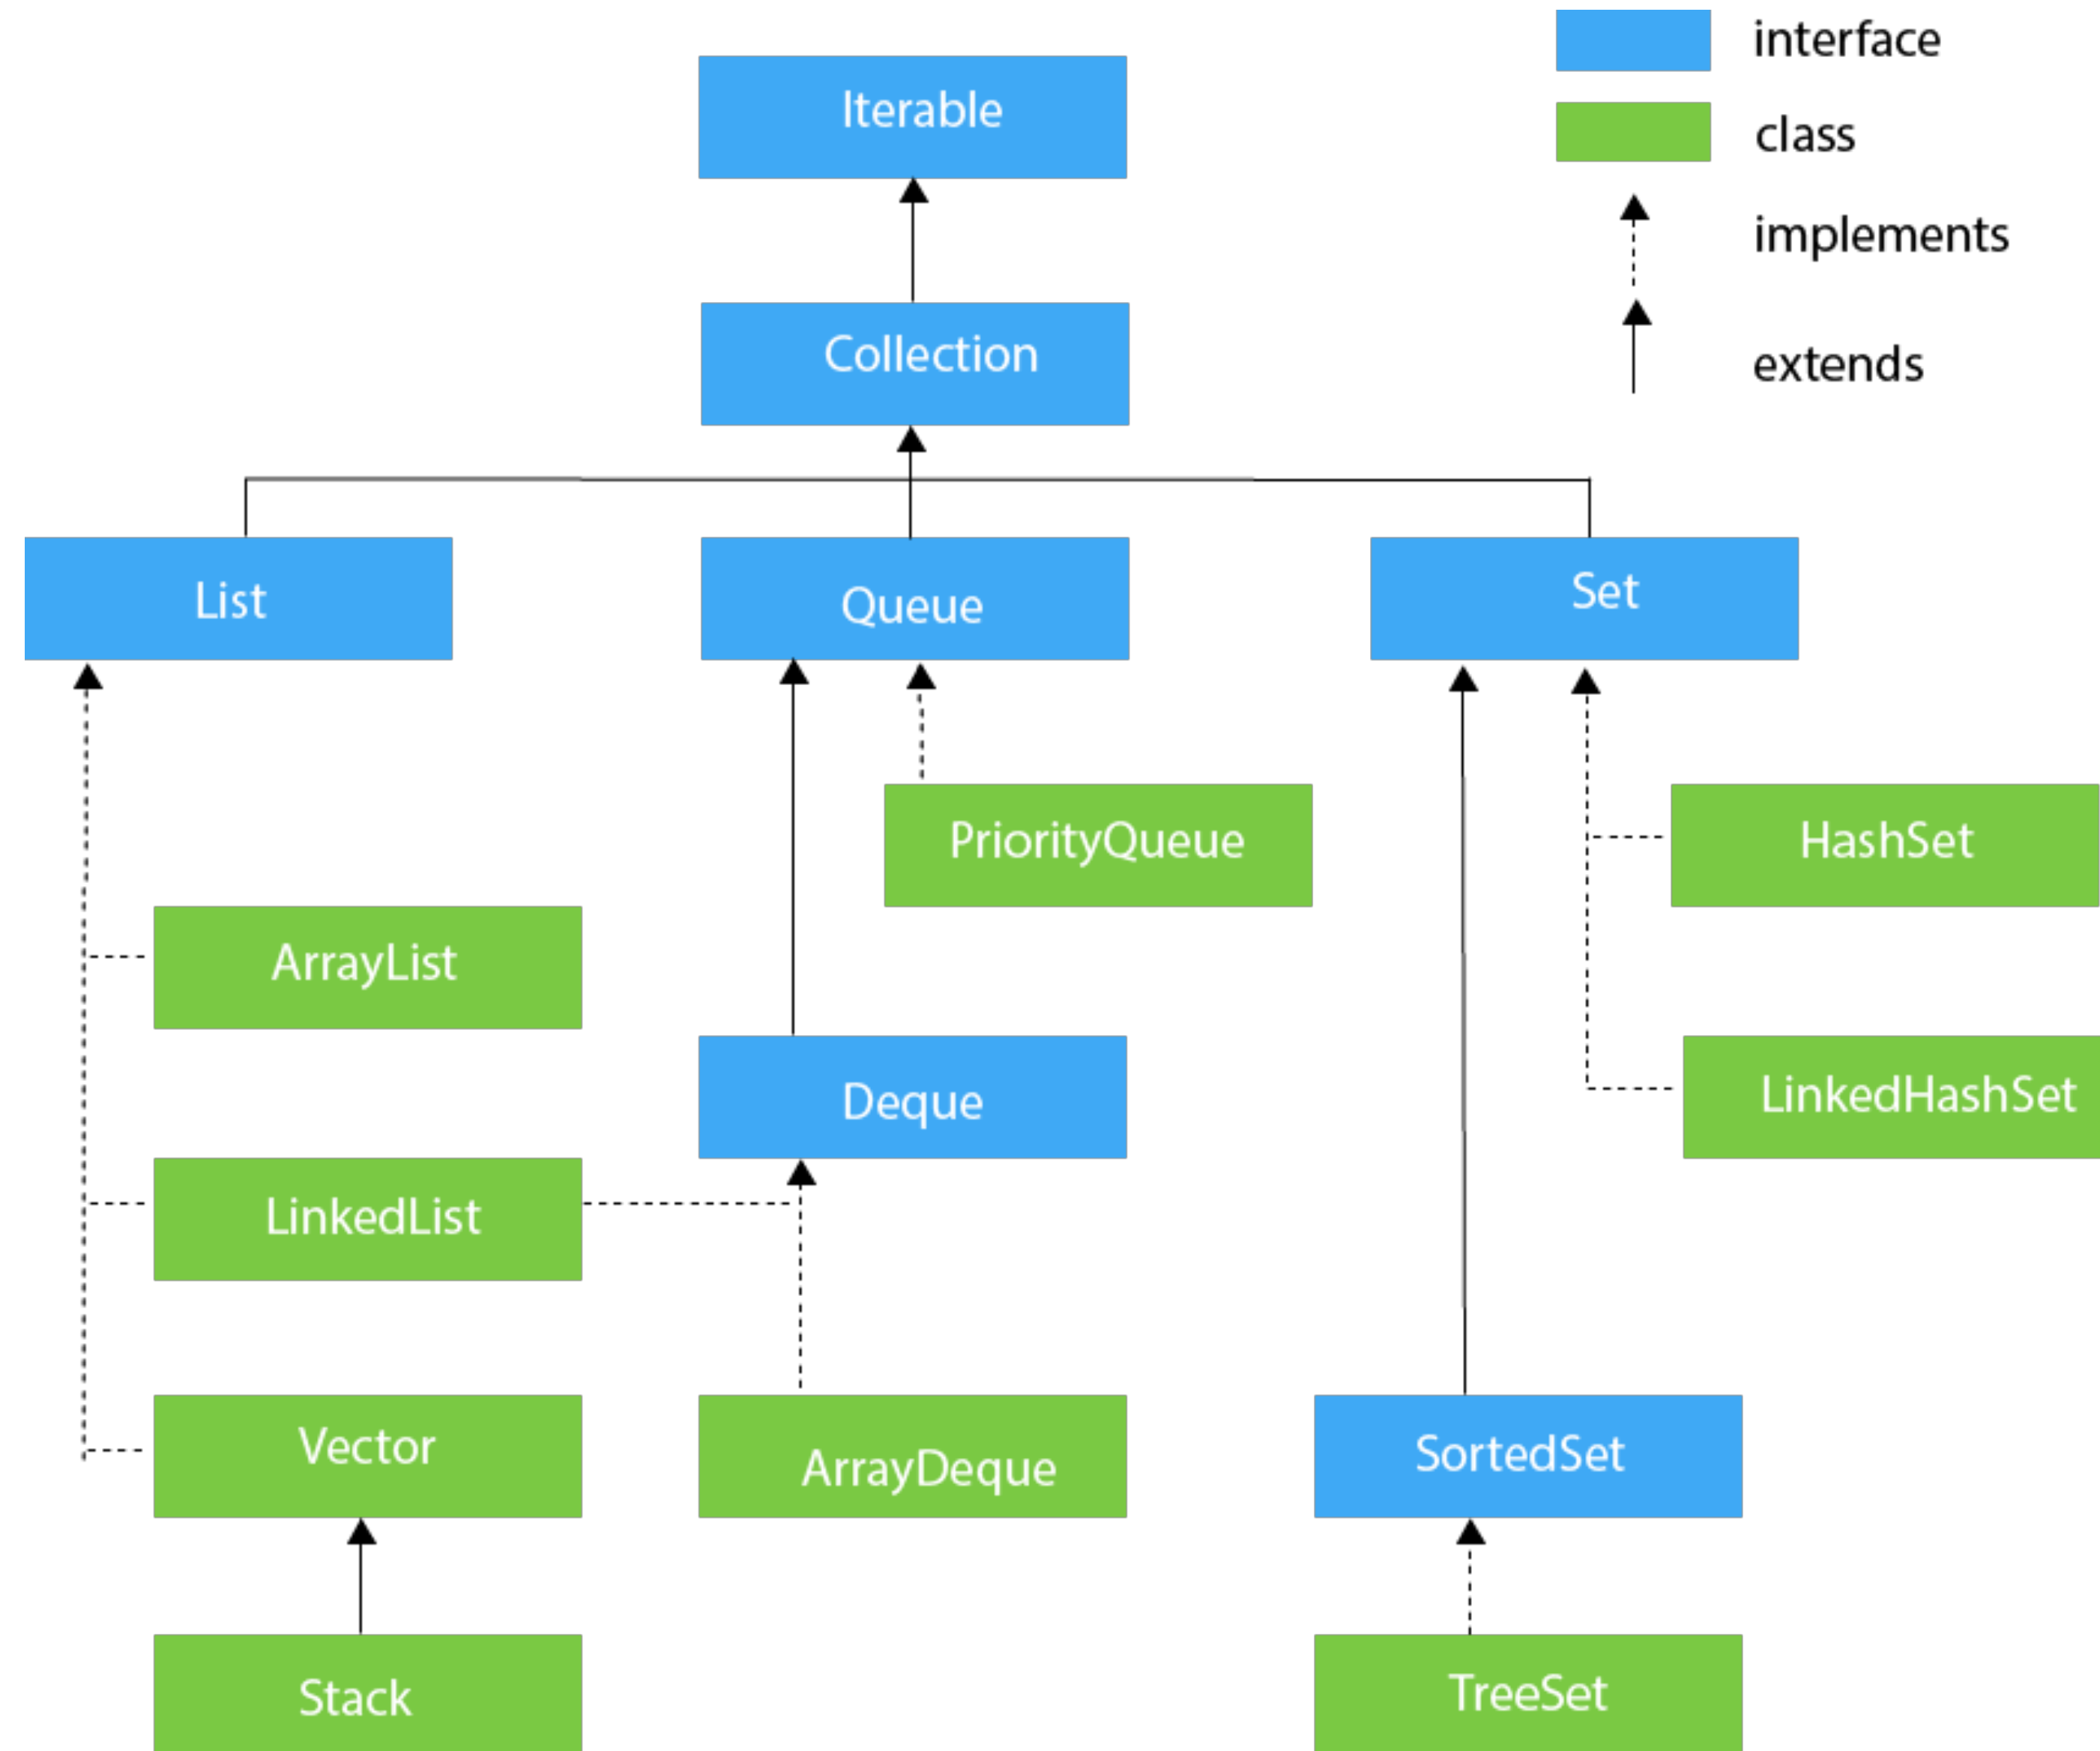 interface
Iterable
class
implements
Collection
extends
List
Queue
Set
PriorityQueue
HashSet
ArrayList
Deque
LinkedHashSet
LinkedList
Vector
ArrayDeque
SortedSet
Stack
TreeSet